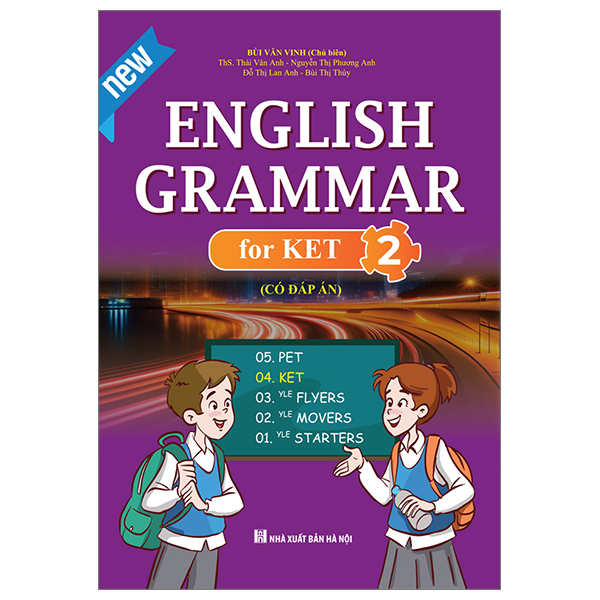 new
BÙI VĂN VINH (Chủ biên)
ThS. Thái Vân Anh - Nguyễn Thị Phương Anh
Đỗ Thị Lan Anh - Bùi Thị Thúy
ENGLISH
GRAMMAR
for KET 2
(CÓ ĐÁP ÁN)
05. PET
04. KET
03. YLE FLYERS
02. YLE MOVERS
01. YLE STARTERS
NHÀ XUẤT BẢN HÀ NỘI